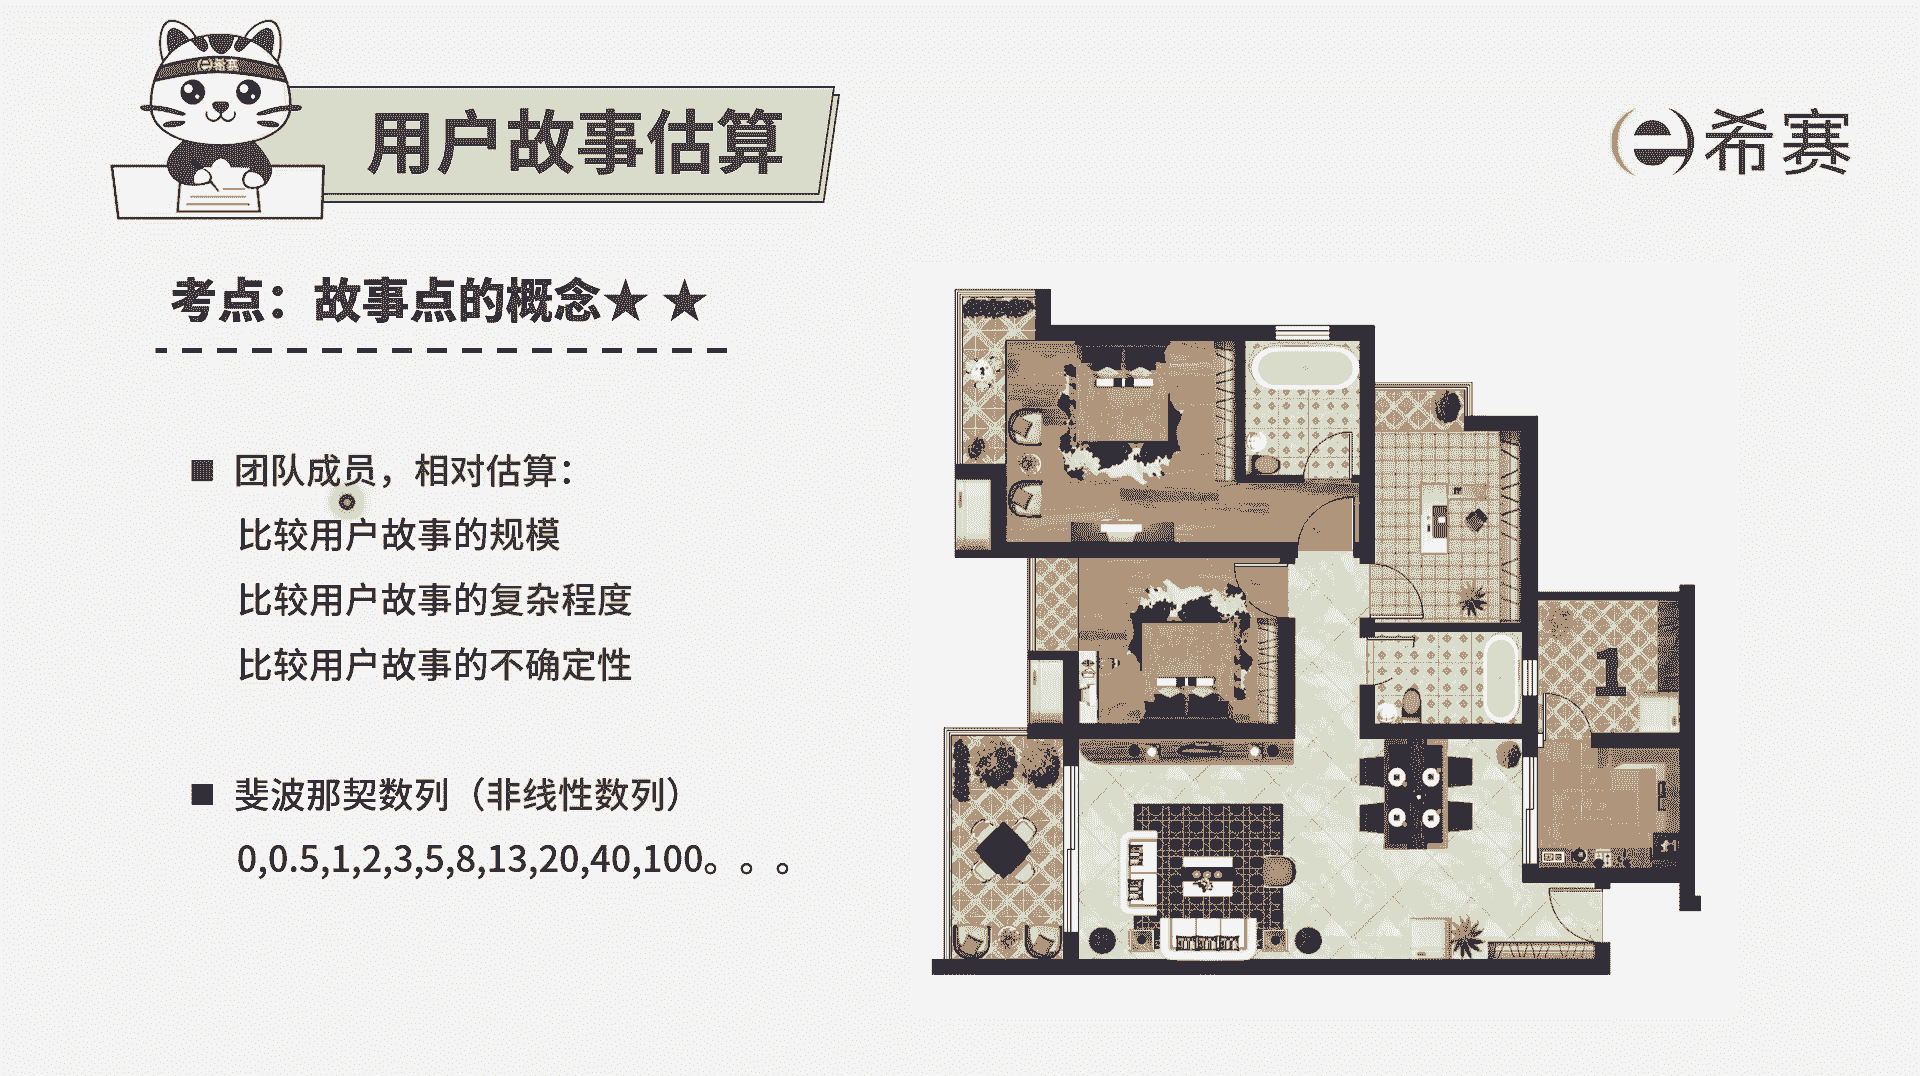 希赛
用户故事估算
e希赛
考点：故事点的概念★ ★
团队成员，相对估算：
比较用户故事的规模
比较用户故事的复杂程度
比较用户故事的不确定性
斐波那契数列（非线性数列）
0,0.5,1,2,3,5,8,13,20,40,100。。。
1